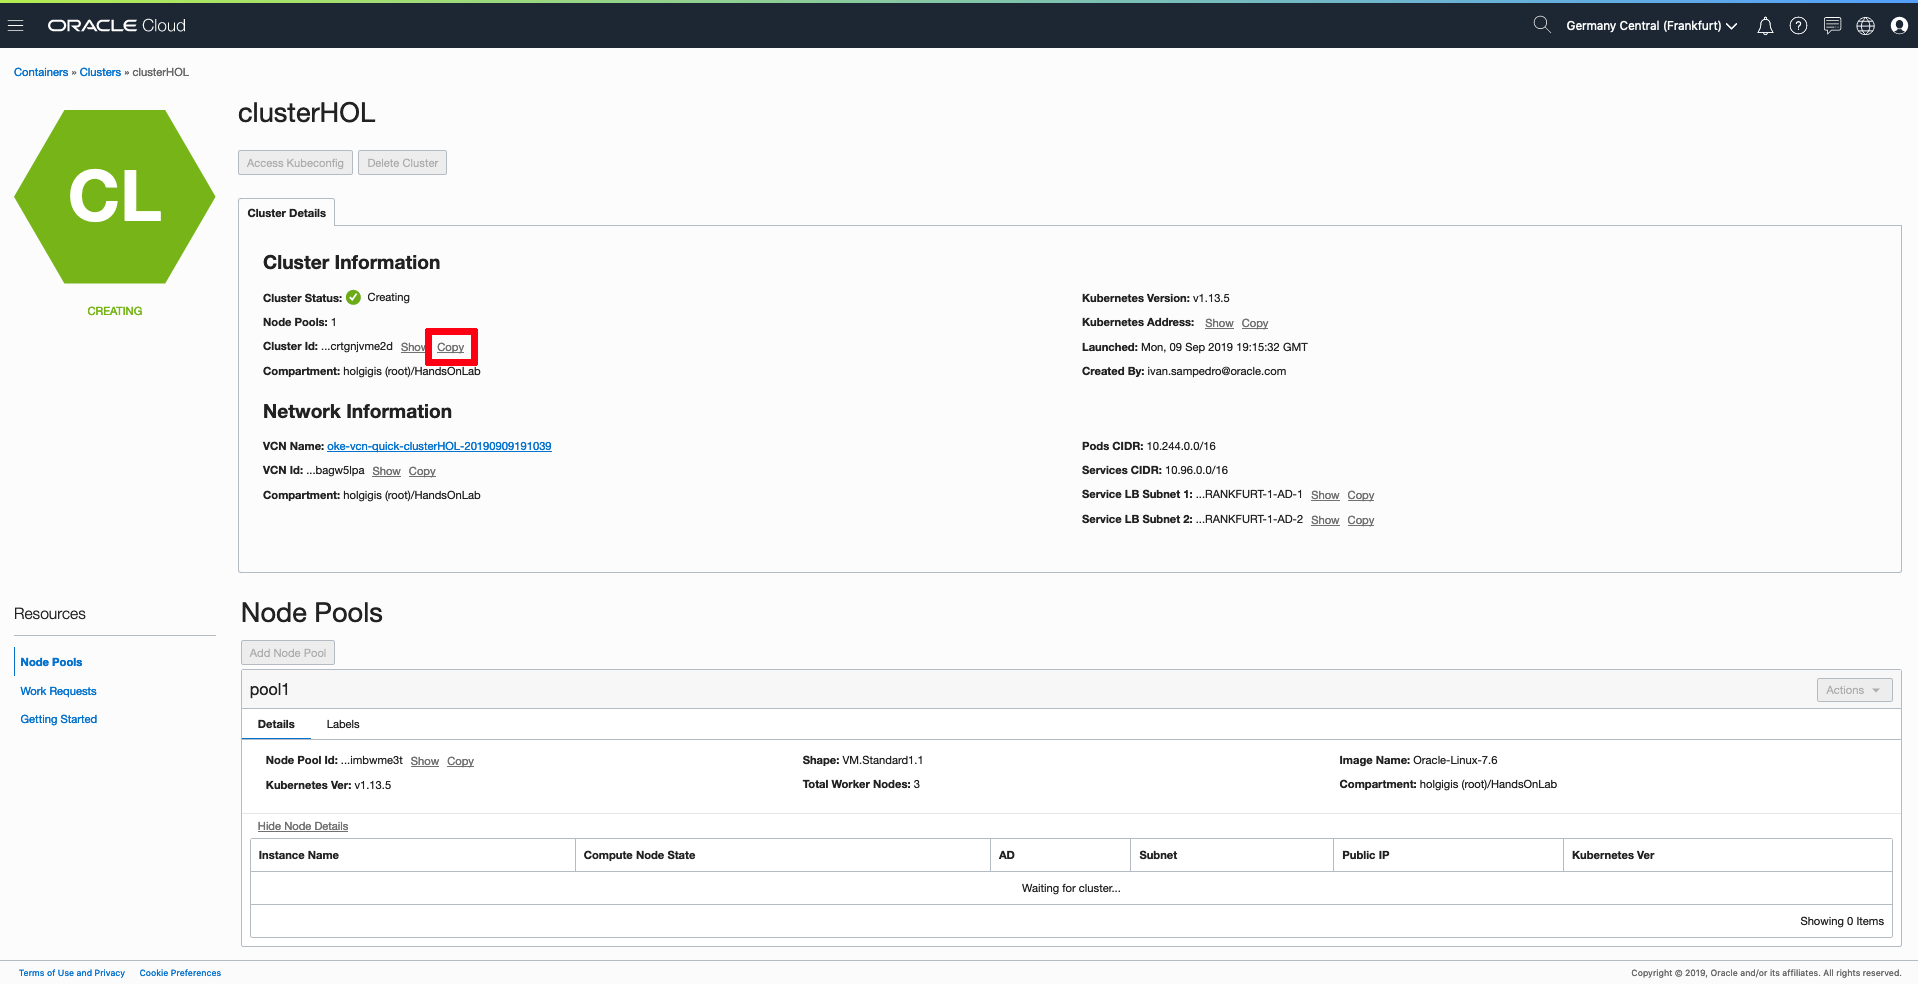 ORACLE Cloud
Germany Central (Frankfurt)
Containers » Clusters » clusterHOL
CL
CREATING
clusterHOL
Access Kubeconfig
Delete Cluster
Cluster Details
Cluster Information
Cluster Status: Creating
Node Pools: 1
Cluster Id: ...crtgnjvme2d Show Copy
Compartment: holgigis (root)/HandsOnLab
Kubernetes Version: v1.13.5
Kubernetes Address: Show Copy
Launched: Mon, 09 Sep 2019 19:15:32 GMT
Created By: ivan.sampedro@oracle.com
Network Information
VCN Name: oke-vcn-quick-clusterHOL-20190909191039
VCN Id: ...bagw5lpa Show Copy
Compartment: holgigis (root)/HandsOnLab
Pods CIDR: 10.244.0.0/16
Services CIDR: 10.96.0.0/16
Service LB Subnet 1: ...RANKFURT-1-AD-1 Show Copy
Service LB Subnet 2: ...RANKFURT-1-AD-2 Show Copy
Resources
Node Pools
Work Requests
Getting Started
Node Pools
Add Node Pool
pool1
Actions
Details
Labels
Node Pool Id: ...imbwme3t Show Copy
Kubernetes Ver: v1.13.5
Shape: VM.Standard1.1
Total Worker Nodes: 3
Image Name: Oracle-Linux-7.6
Compartment: holgigis (root)/HandsOnLab
Hide Node Details
Instance Name
Compute Node State
AD
Subnet
Public IP
Kubernetes Ver
Waiting for cluster...
Showing 0 Items
Terms of Use and Privacy
Cookie Preferences
Copyright © 2019, Oracle and/or its affiliates. All rights reserved.